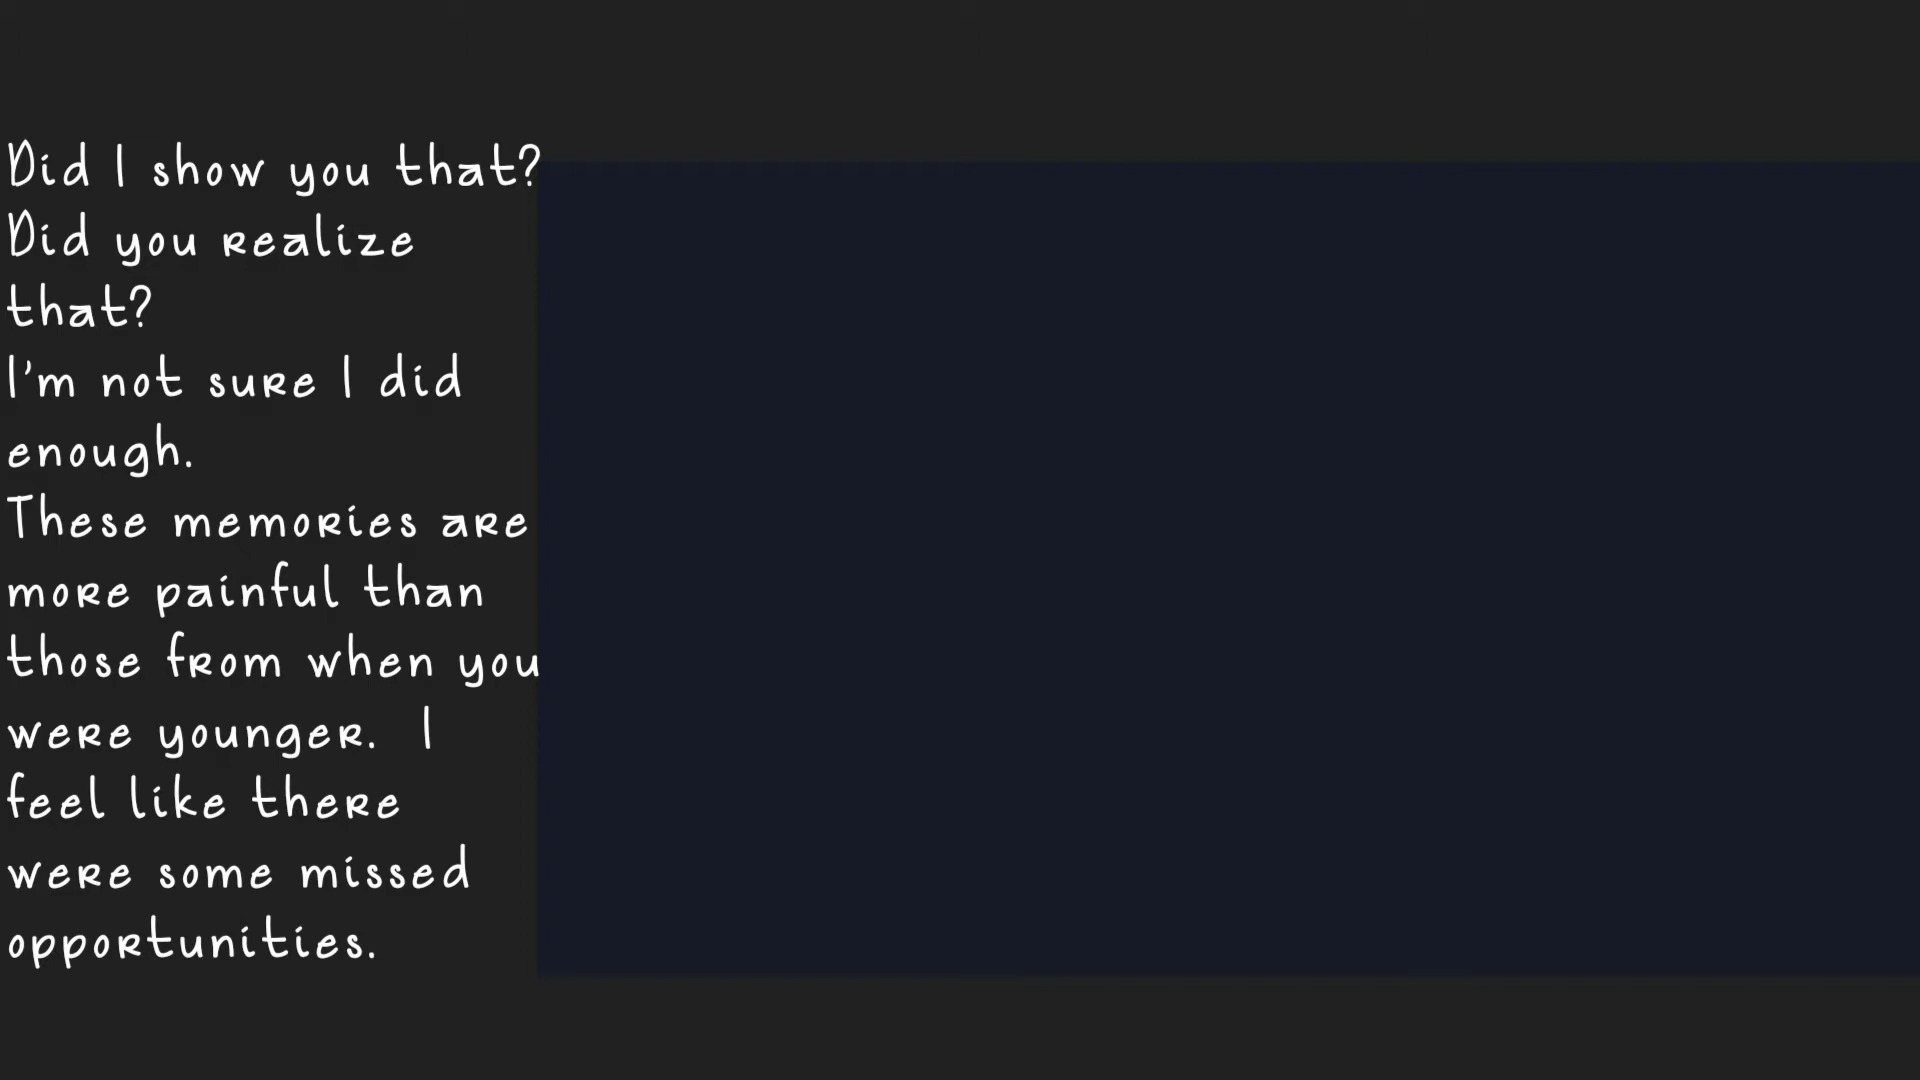 Did I show you that?
Did you realize
that?
I'm not sure I did
enough.
These memories are
more painful than
those from when you
were younger.  I
feel like there
were some missed
opportunities.